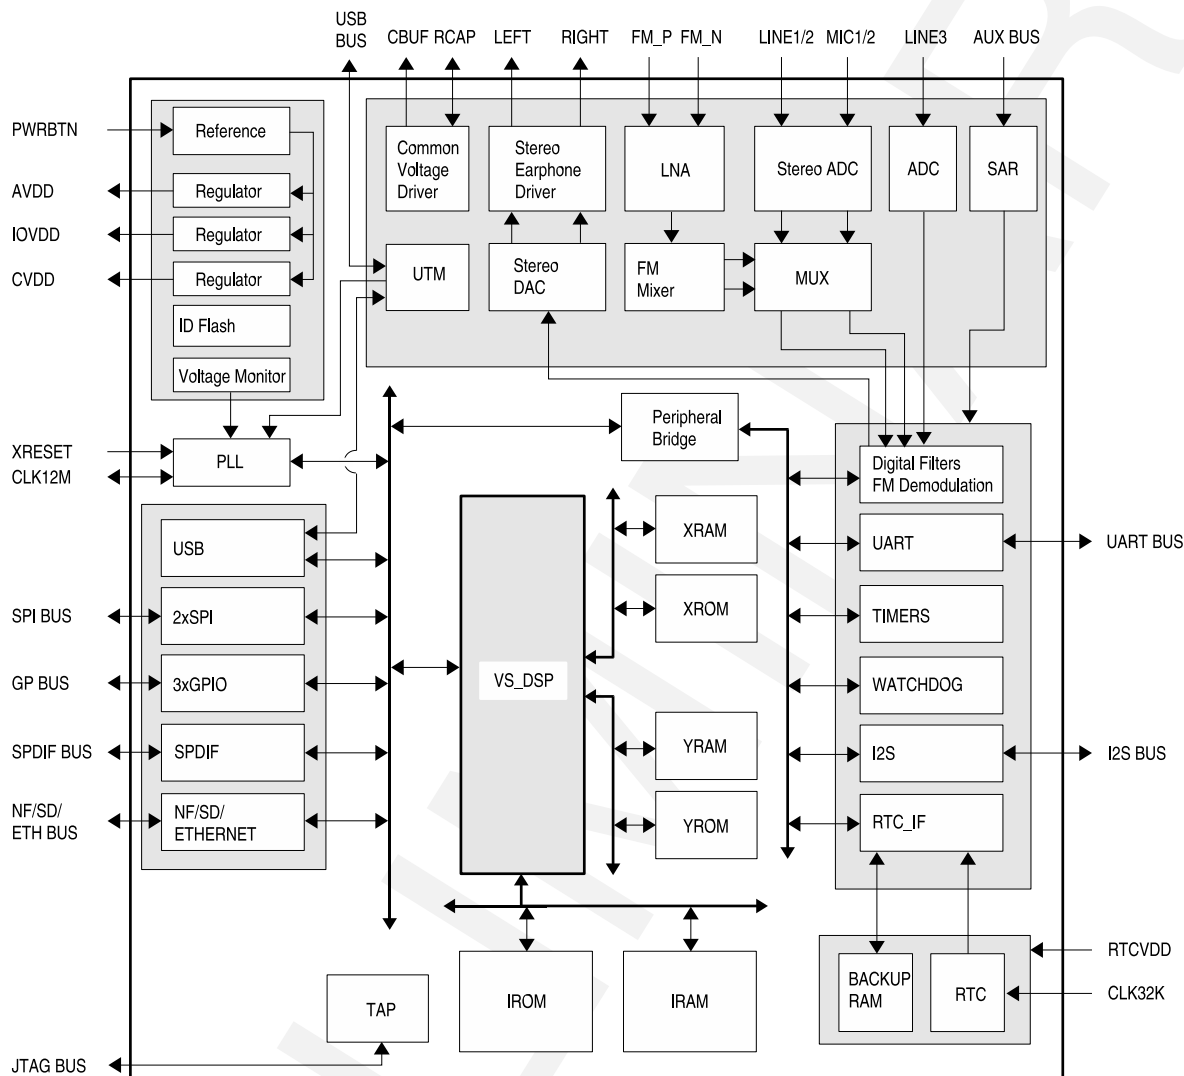 USB
BUS
CBUF RCAP LEFT RIGHT FM_P FM_N LINE1/2 MIC1/2 LINE3 AUX BUS
PWRBTN
AVDD
IOVDD
CVDD
Reference
Regulator
Regulator
Regulator
ID Flash
Voltage Monitor
Common
Voltage
Driver
Stereo
Earphone
Driver
LNA
Stereo ADC
ADC
SAR
UTM
Stereo
DAC
FM
Mixer
MUX
XRESET
CLK12M
PLL
Peripheral
Bridge
Digital Filters
FM Demodulation
USB
2xSPI
3xGPIO
SPDIF
NF/SD/
ETHERNET
SPI BUS
GP BUS
SPDIF BUS
NF/SD/
ETH BUS
VS_DSP
XRAM
XROM
YRAM
YROM
UART
TIMERS
WATCHDOG
I2S
RTC_IF
UART BUS
I2S BUS
IROM
IRAM
TAP
BACKUP
RAM
RTC
RTCVDD
CLK32K
JTAG BUS